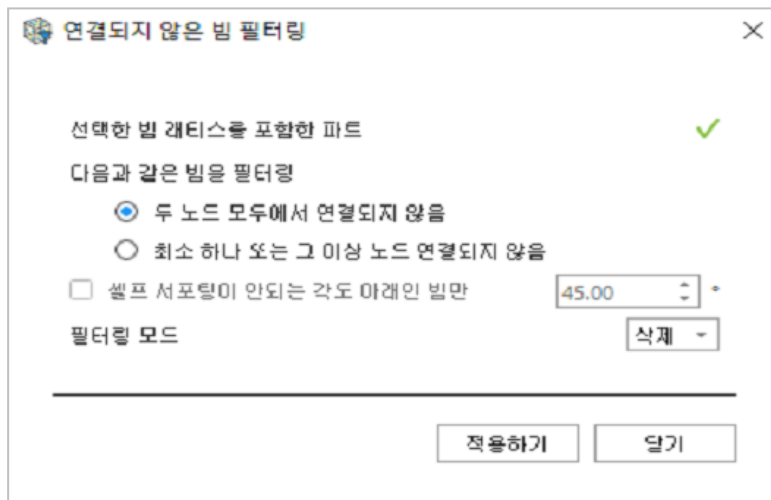 연결되지 않은 빔 필터링
선택한 빔 래티스를 포함한 파트
다음과 같은 빔을 필터링
두 노드 모두에서 연결되지 않음
최소 하나 또는 그 이상 노드 연결되지 않음
셀프 서포팅이 안되는 각도 아래인 빔만 45.00 °
필터링 모드 삭제
적용하기 닫기